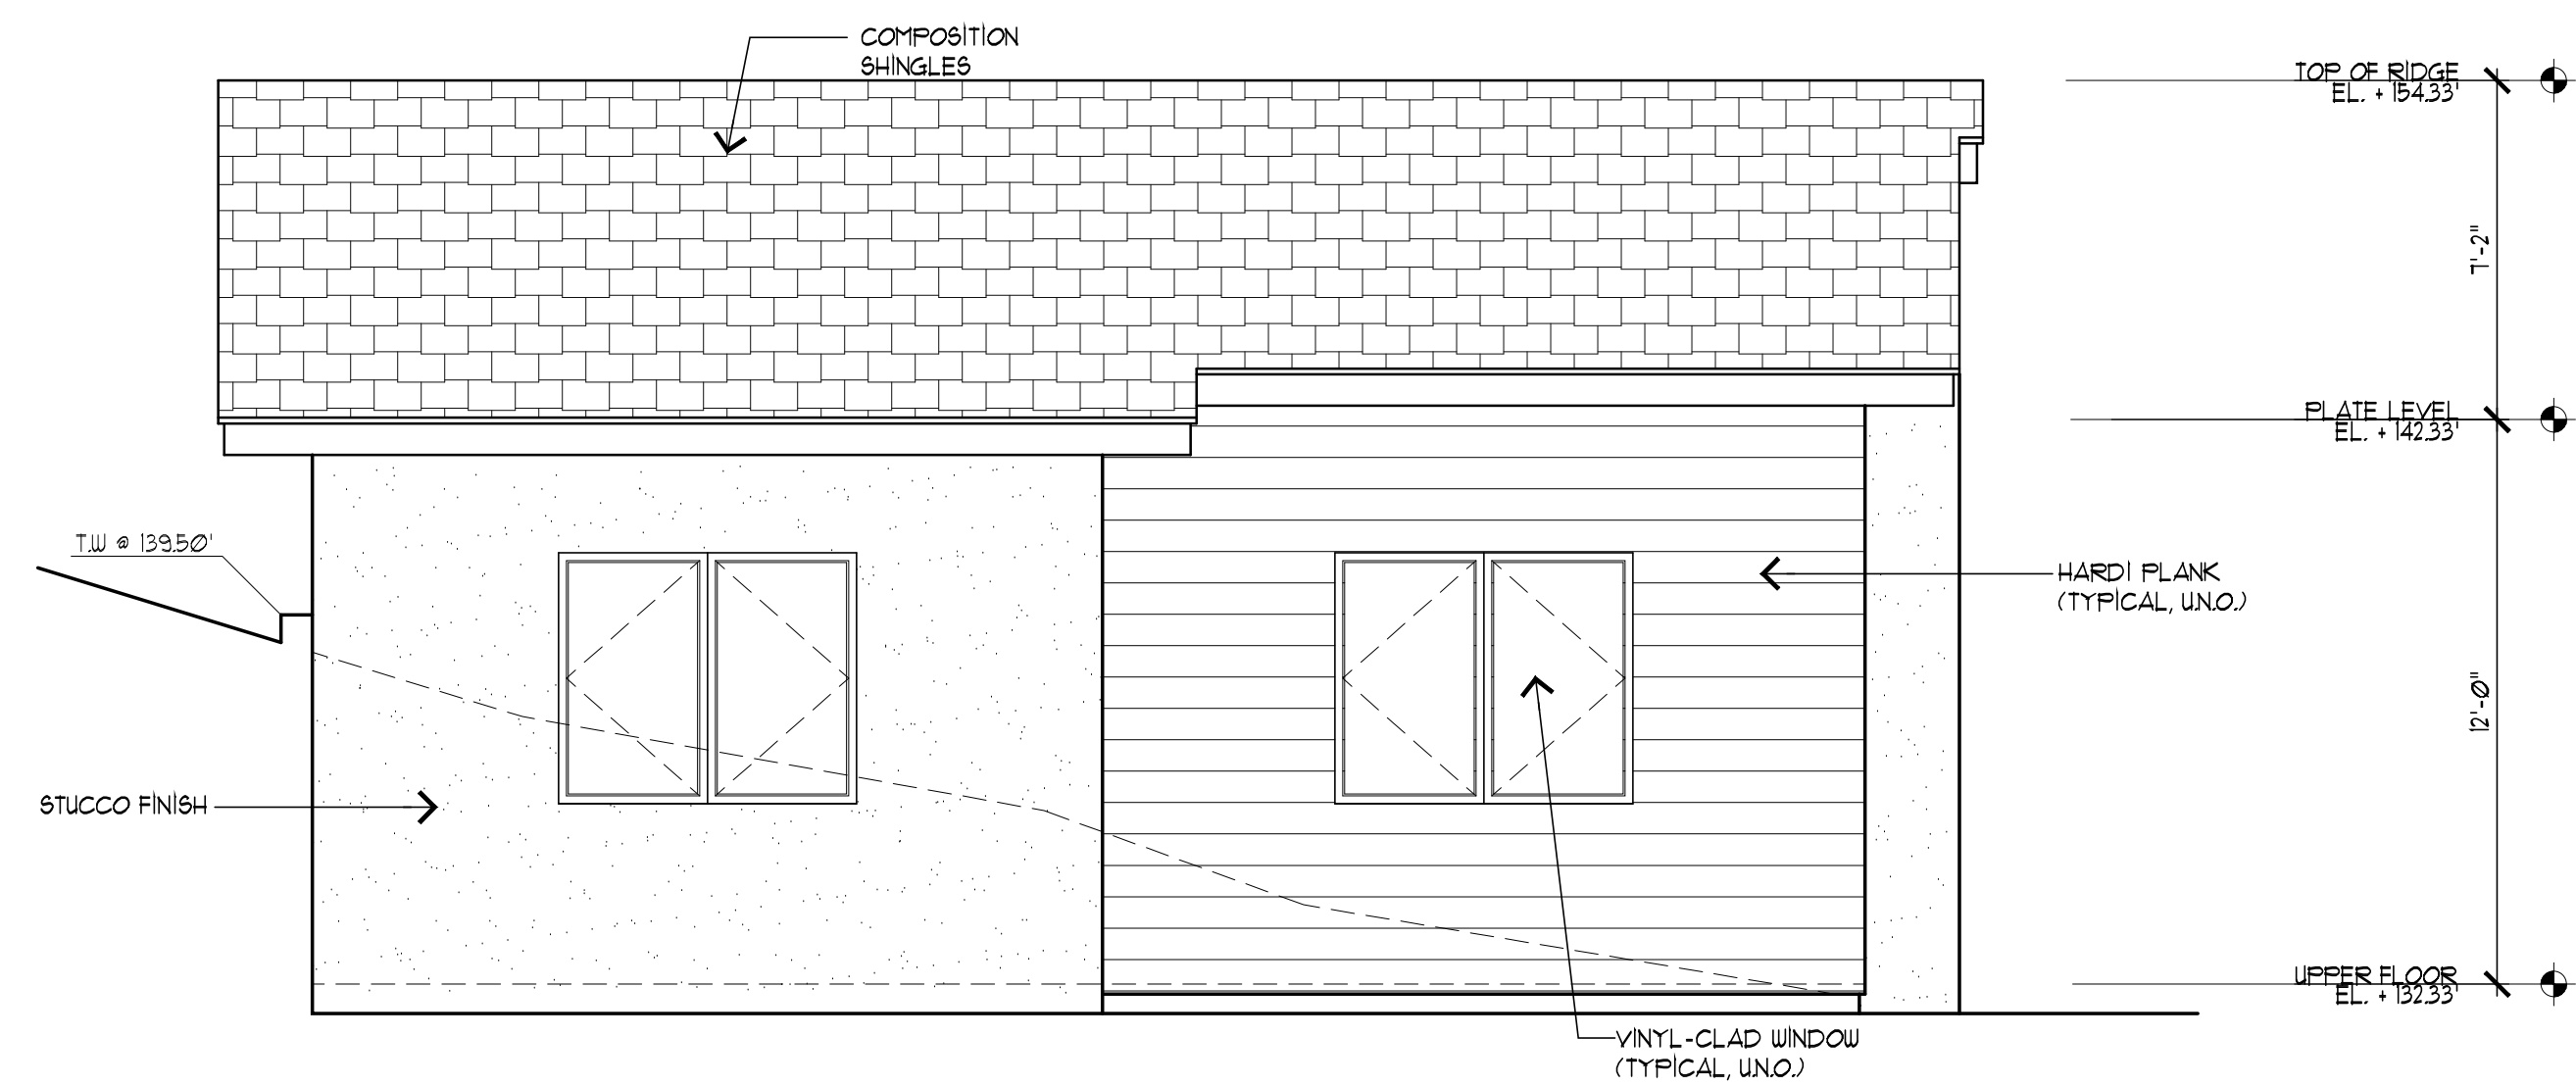 COMPOSITION
SHINGLES
TOP OF RIDGE
EL. + 154.33'
7'-2"
PLATE LEVEL
EL. + 142.33'
T.W @ 139.50'
HARDI PLANK
(TYPICAL, U.N.O.)
12'-0"
STUCCO FINISH
UPPER FLOOR
EL. + 132.33'
VINYL-CLAD WINDOW
(TYPICAL, U.N.O.)